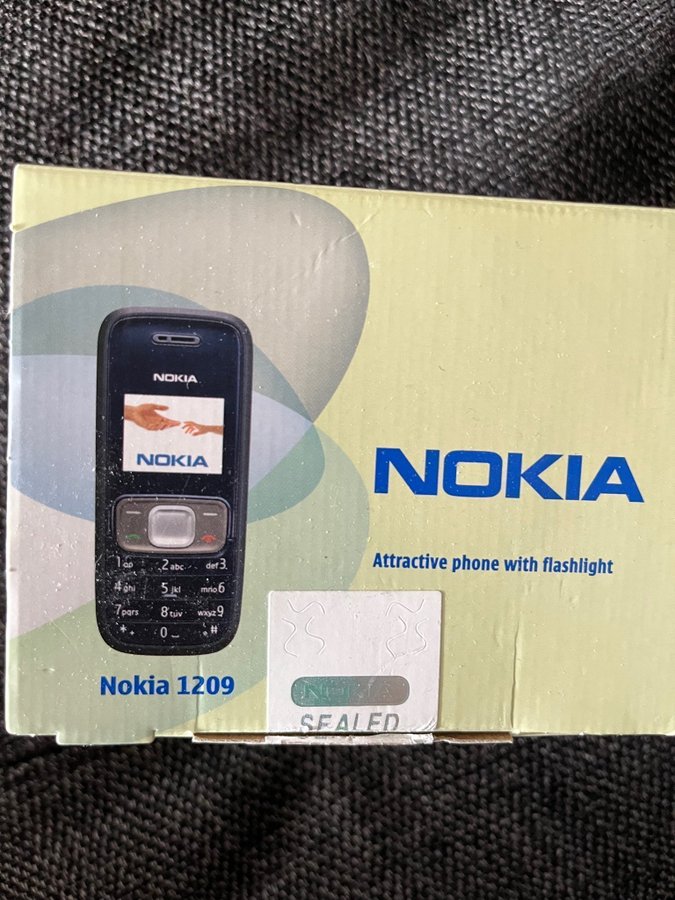 NOKIA
NOKIA
NOKIA
Attractive phone with flashlight
1 oo 2 abc def 3
4 ghi 5 jkl mno 6
7 pqrs 8 tuv wxyz 9
* + 0 #
Nokia 1209
NOKIA
SEALED